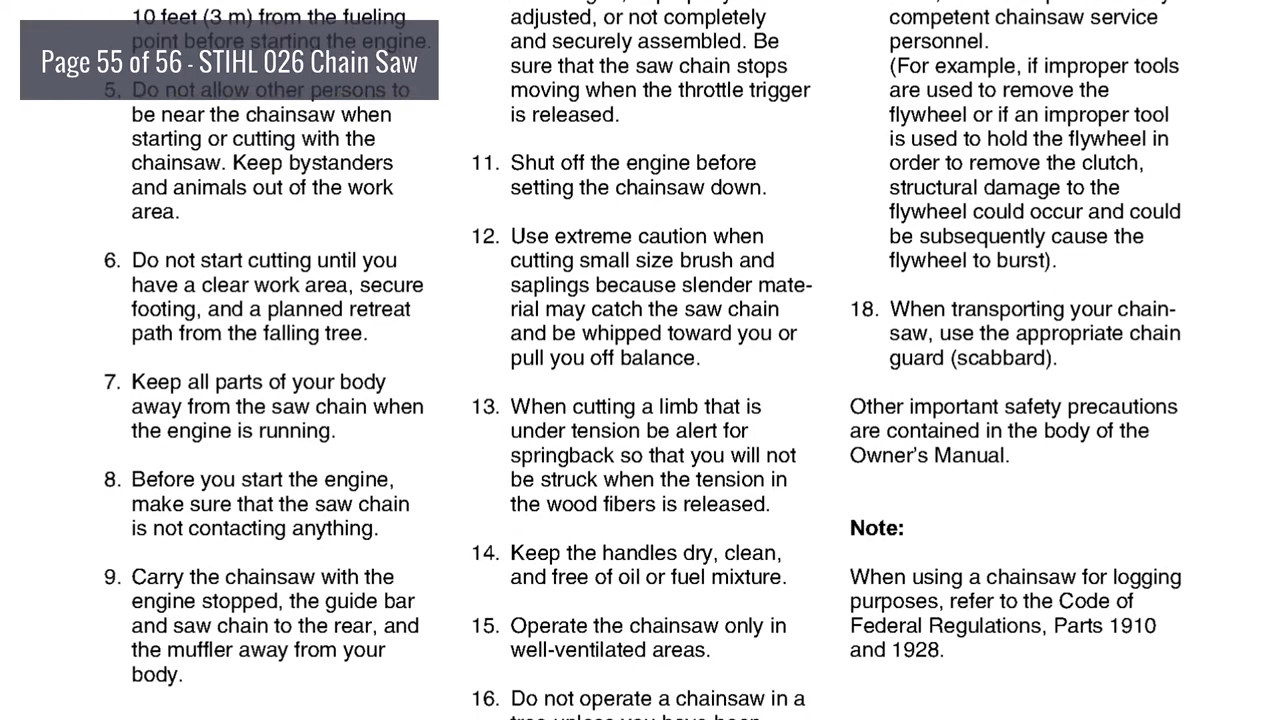 Page 55 of 56 - STIHL 026 Chain Saw
10 feet (3 m) from the fueling
point before starting the engine.
5. Do not allow other persons to
be near the chainsaw when
starting or cutting with the
chainsaw. Keep bystanders
and animals out of the work
area.
6. Do not start cutting until you
have a clear work area, secure
footing, and a planned retreat
path from the falling tree.
7. Keep all parts of your body
away from the saw chain when
the engine is running.
8. Before you start the engine,
make sure that the saw chain
is not contacting anything.
9. Carry the chainsaw with the
engine stopped, the guide bar
and saw chain to the rear, and
the muffler away from your
body.
adjusted, or not completely
and securely assembled. Be
sure that the saw chain stops
moving when the throttle trigger
is released.
11. Shut off the engine before
setting the chainsaw down.
12. Use extreme caution when
cutting small size brush and
saplings because slender mate-
rial may catch the saw chain
and be whipped toward you or
pull you off balance.
13. When cutting a limb that is
under tension be alert for
springback so that you will not
be struck when the tension in
the wood fibers is released.
14. Keep the handles dry, clean,
and free of oil or fuel mixture.
15. Operate the chainsaw only in
well-ventilated areas.
16. Do not operate a chainsaw in a
tree unless you have been
competent chainsaw service
personnel.
(For example, if improper tools
are used to remove the
flywheel or if an improper tool
is used to hold the flywheel in
order to remove the clutch,
structural damage to the
flywheel could occur and could
be subsequently cause the
flywheel to burst).
18. When transporting your chain-
saw, use the appropriate chain
guard (scabbard).
Other important safety precautions
are contained in the body of the
Owner's Manual.
Note:
When using a chainsaw for logging
purposes, refer to the Code of
Federal Regulations, Parts 1910
and 1928.